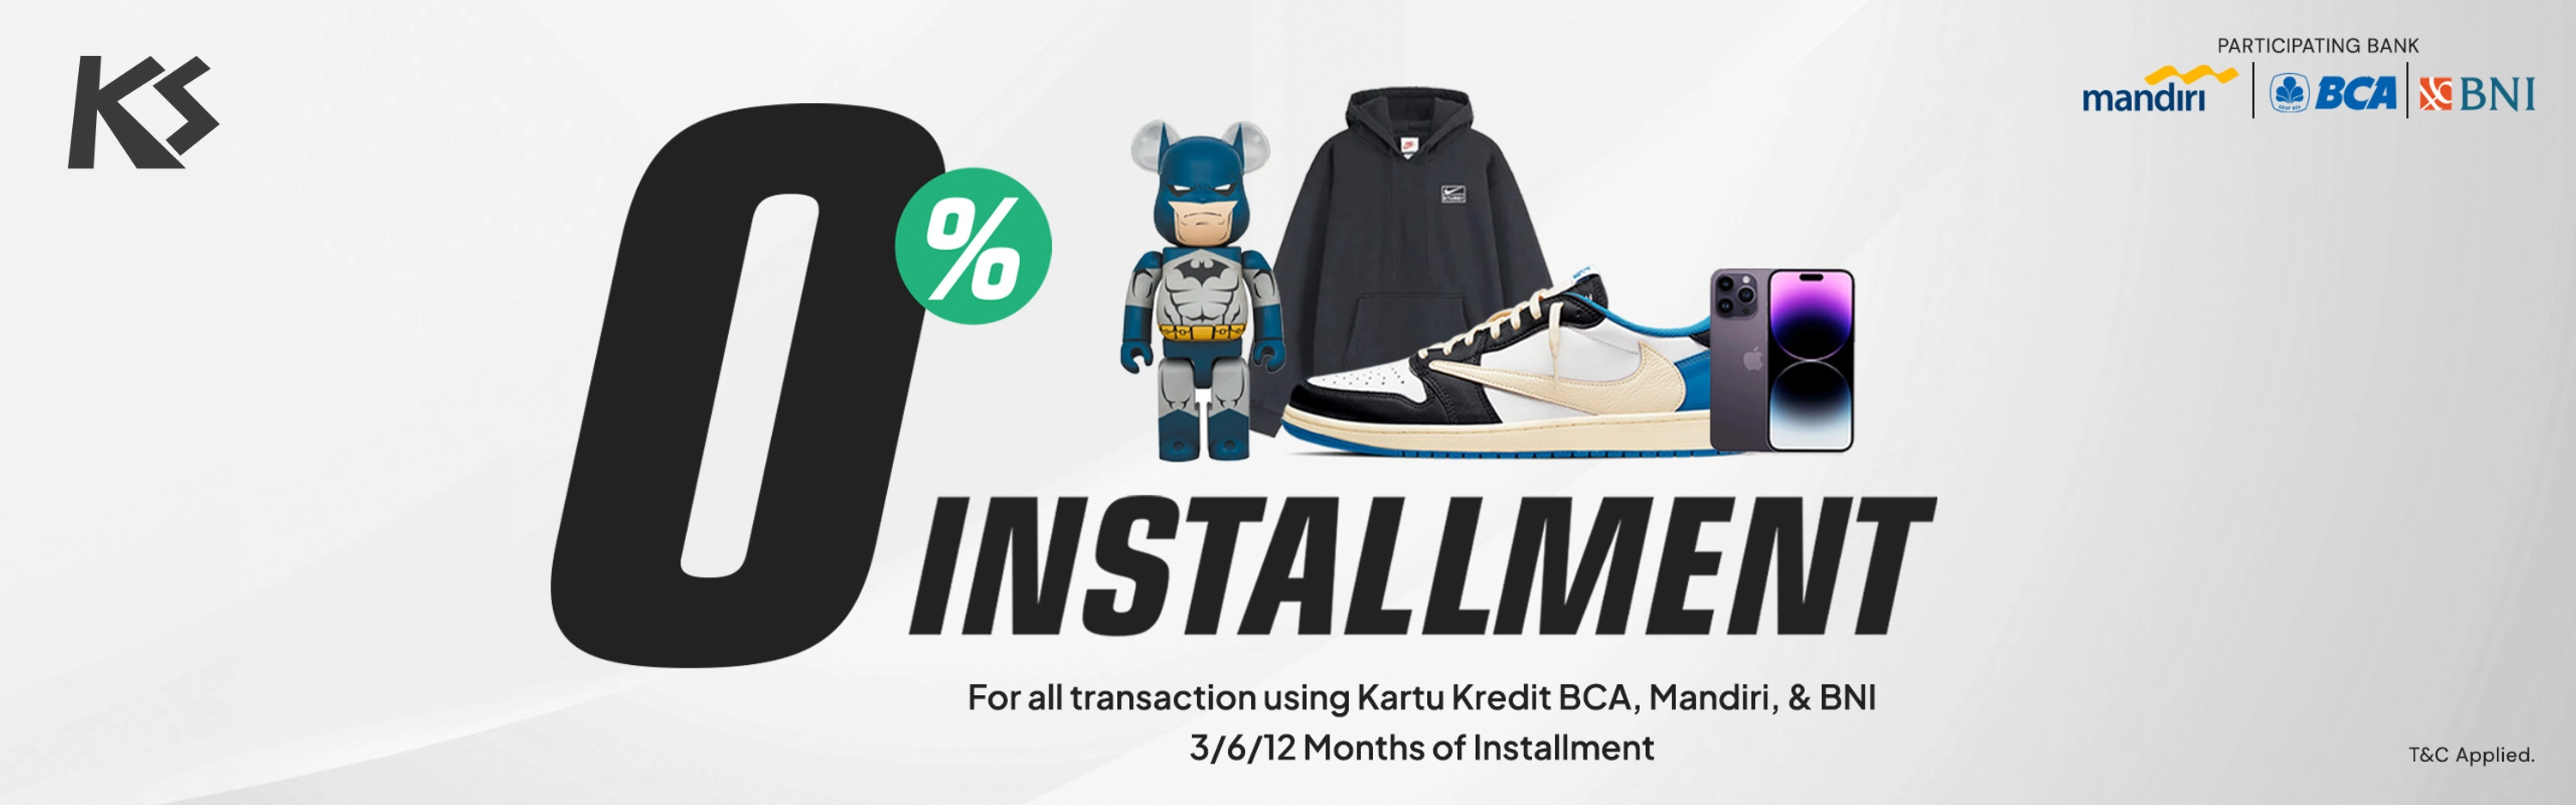 KS
PARTICIPATING BANK
mandiri
BCA
BNI
0%
INSTALLMENT
For all transaction using Kartu Kredit BCA, Mandiri, & BNI
3/6/12 Months of Installment
T&C Applied.